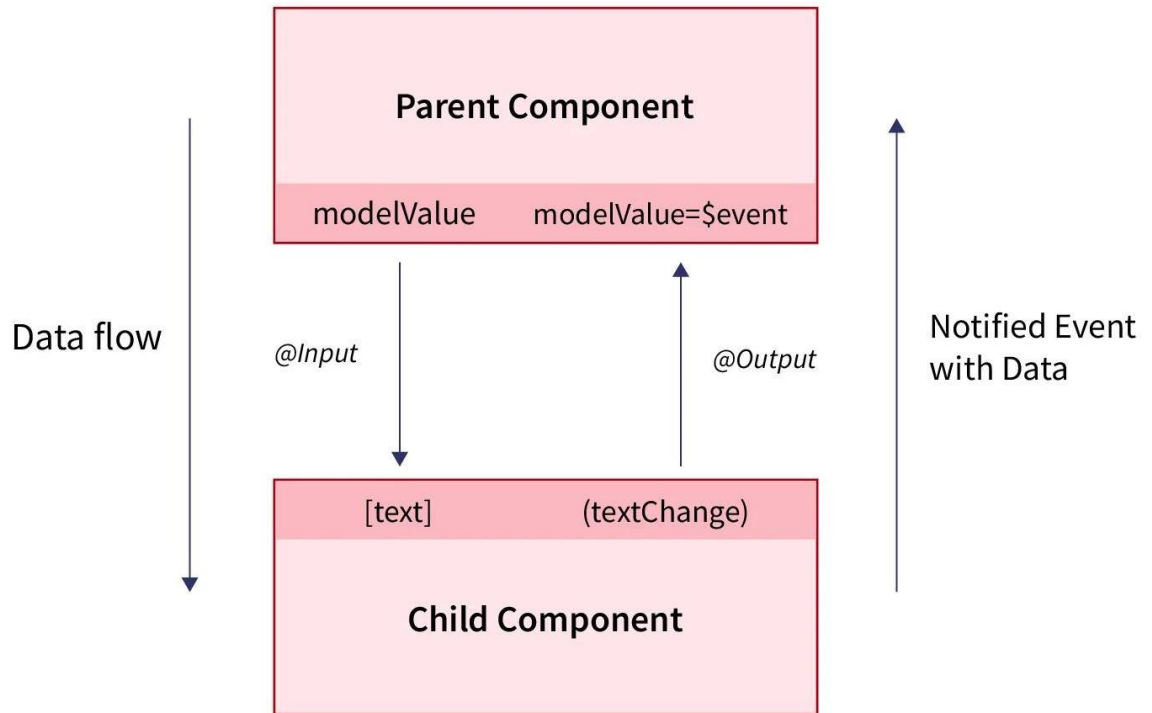 Parent Component
modelValue
modelValue=$event
Data flow
@Input
@Output
Notified Event
with Data
[text]
(textChange)
Child Component